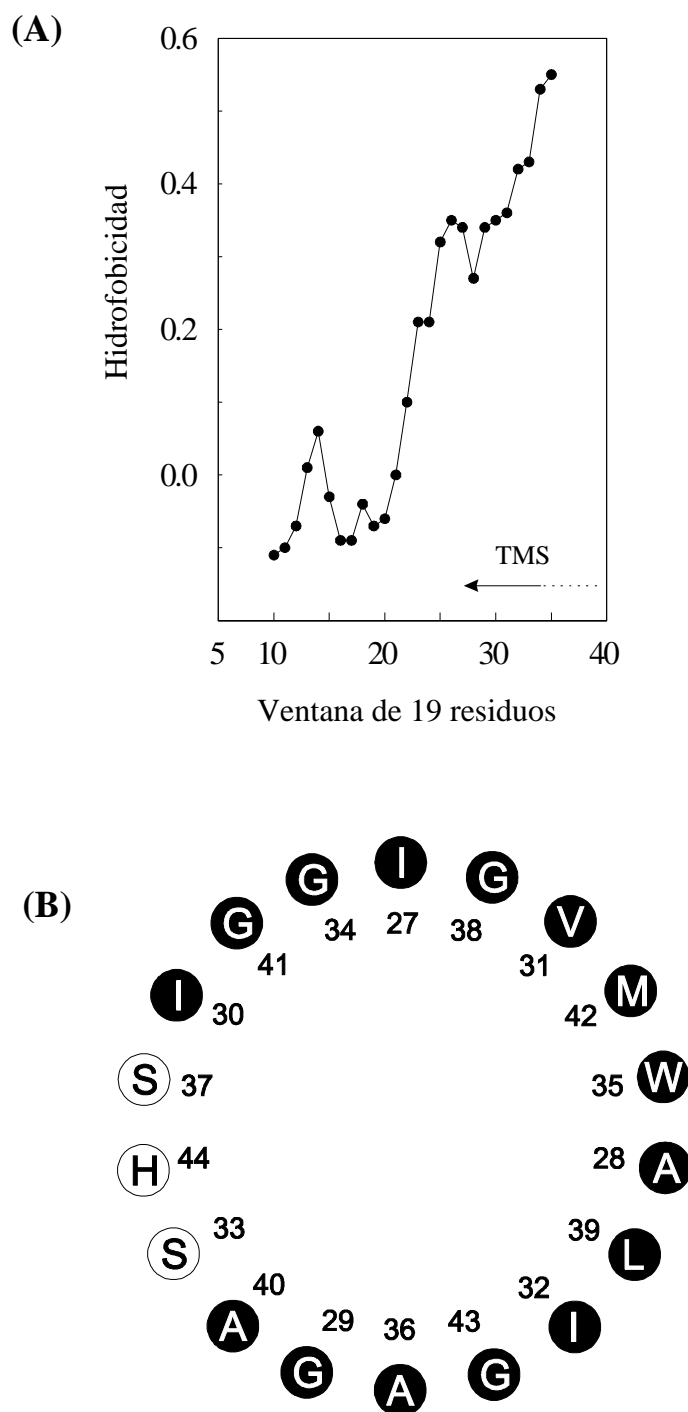 (A)
0.6
0.4
0.2
0.0
Hidrofobicidad
TMS
5 10 20 30 40
Ventana de 19 residuos
(B)
I G V M W A L I G A G A S H S I G G
27 38 31 42 35 28 39 32 43 36 29 40 33 44 37 30 41 34